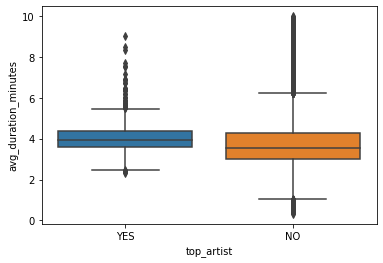 10
8
6
4
2
0
avg_duration_minutes
YES
NO
top_artist